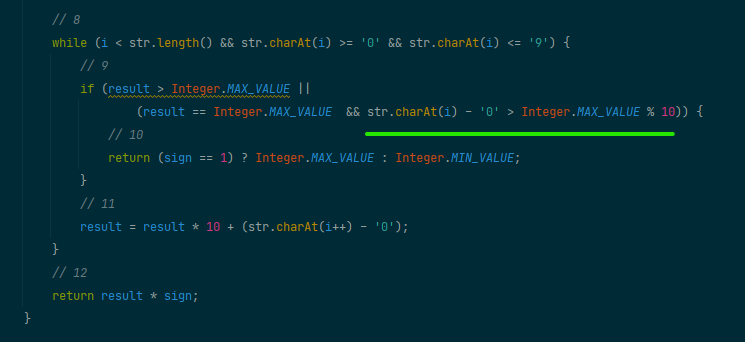 // 8
while (i < str.length() && str.charAt(i) >= '0' && str.charAt(i) <= '9') {
// 9
if (result > Integer.MAX_VALUE ||
(result == Integer.MAX_VALUE  && str.charAt(i) - '0' > Integer.MAX_VALUE % 10)) {
// 10
return (sign == 1) ? Integer.MAX_VALUE : Integer.MIN_VALUE;
}
// 11
result = result * 10 + (str.charAt(i++) - '0');
}
// 12
return result * sign;
}